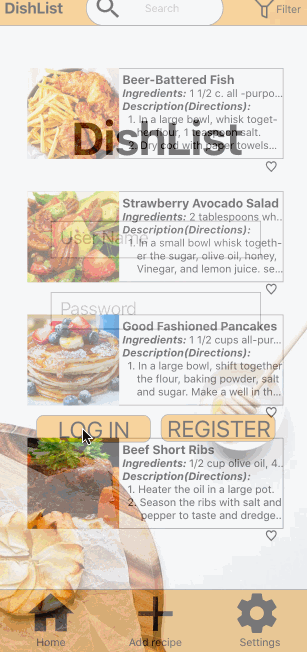 DishList
Search
Filter
Beer-Battered Fish
Ingredients: 1 1/2 c. all -purpo...
Description(Directions):
1. In a large bowl, whisk toget-
her flour, 1 teaspoon salt.
2. Dry cod with paper towels...
DishList
Strawberry Avocado Salad
Ingredients: 2 tablespoons wh..
Description(Directions):
User Name
1. In a small bowl whisk togeth-
er the sugar, olive oil, honey,
Vinegar, and lemon juice. se...
Password
Good Fashioned Pancakes
Ingredients: 1 1/2 cups all-pur...
Description(Directions):
1. In a large bowl, shift together
the flour, baking powder, salt
and sugar. Make a well in th...
LOG IN
REGISTER
Beef Short Ribs
Ingredients: 1/2 cup olive oil, 4..
Description(Directions):
1. Heater the oil in a large pot.
2. Season the ribs with salt and
pepper to taste and dredge..
Home
Add recipe
Settings